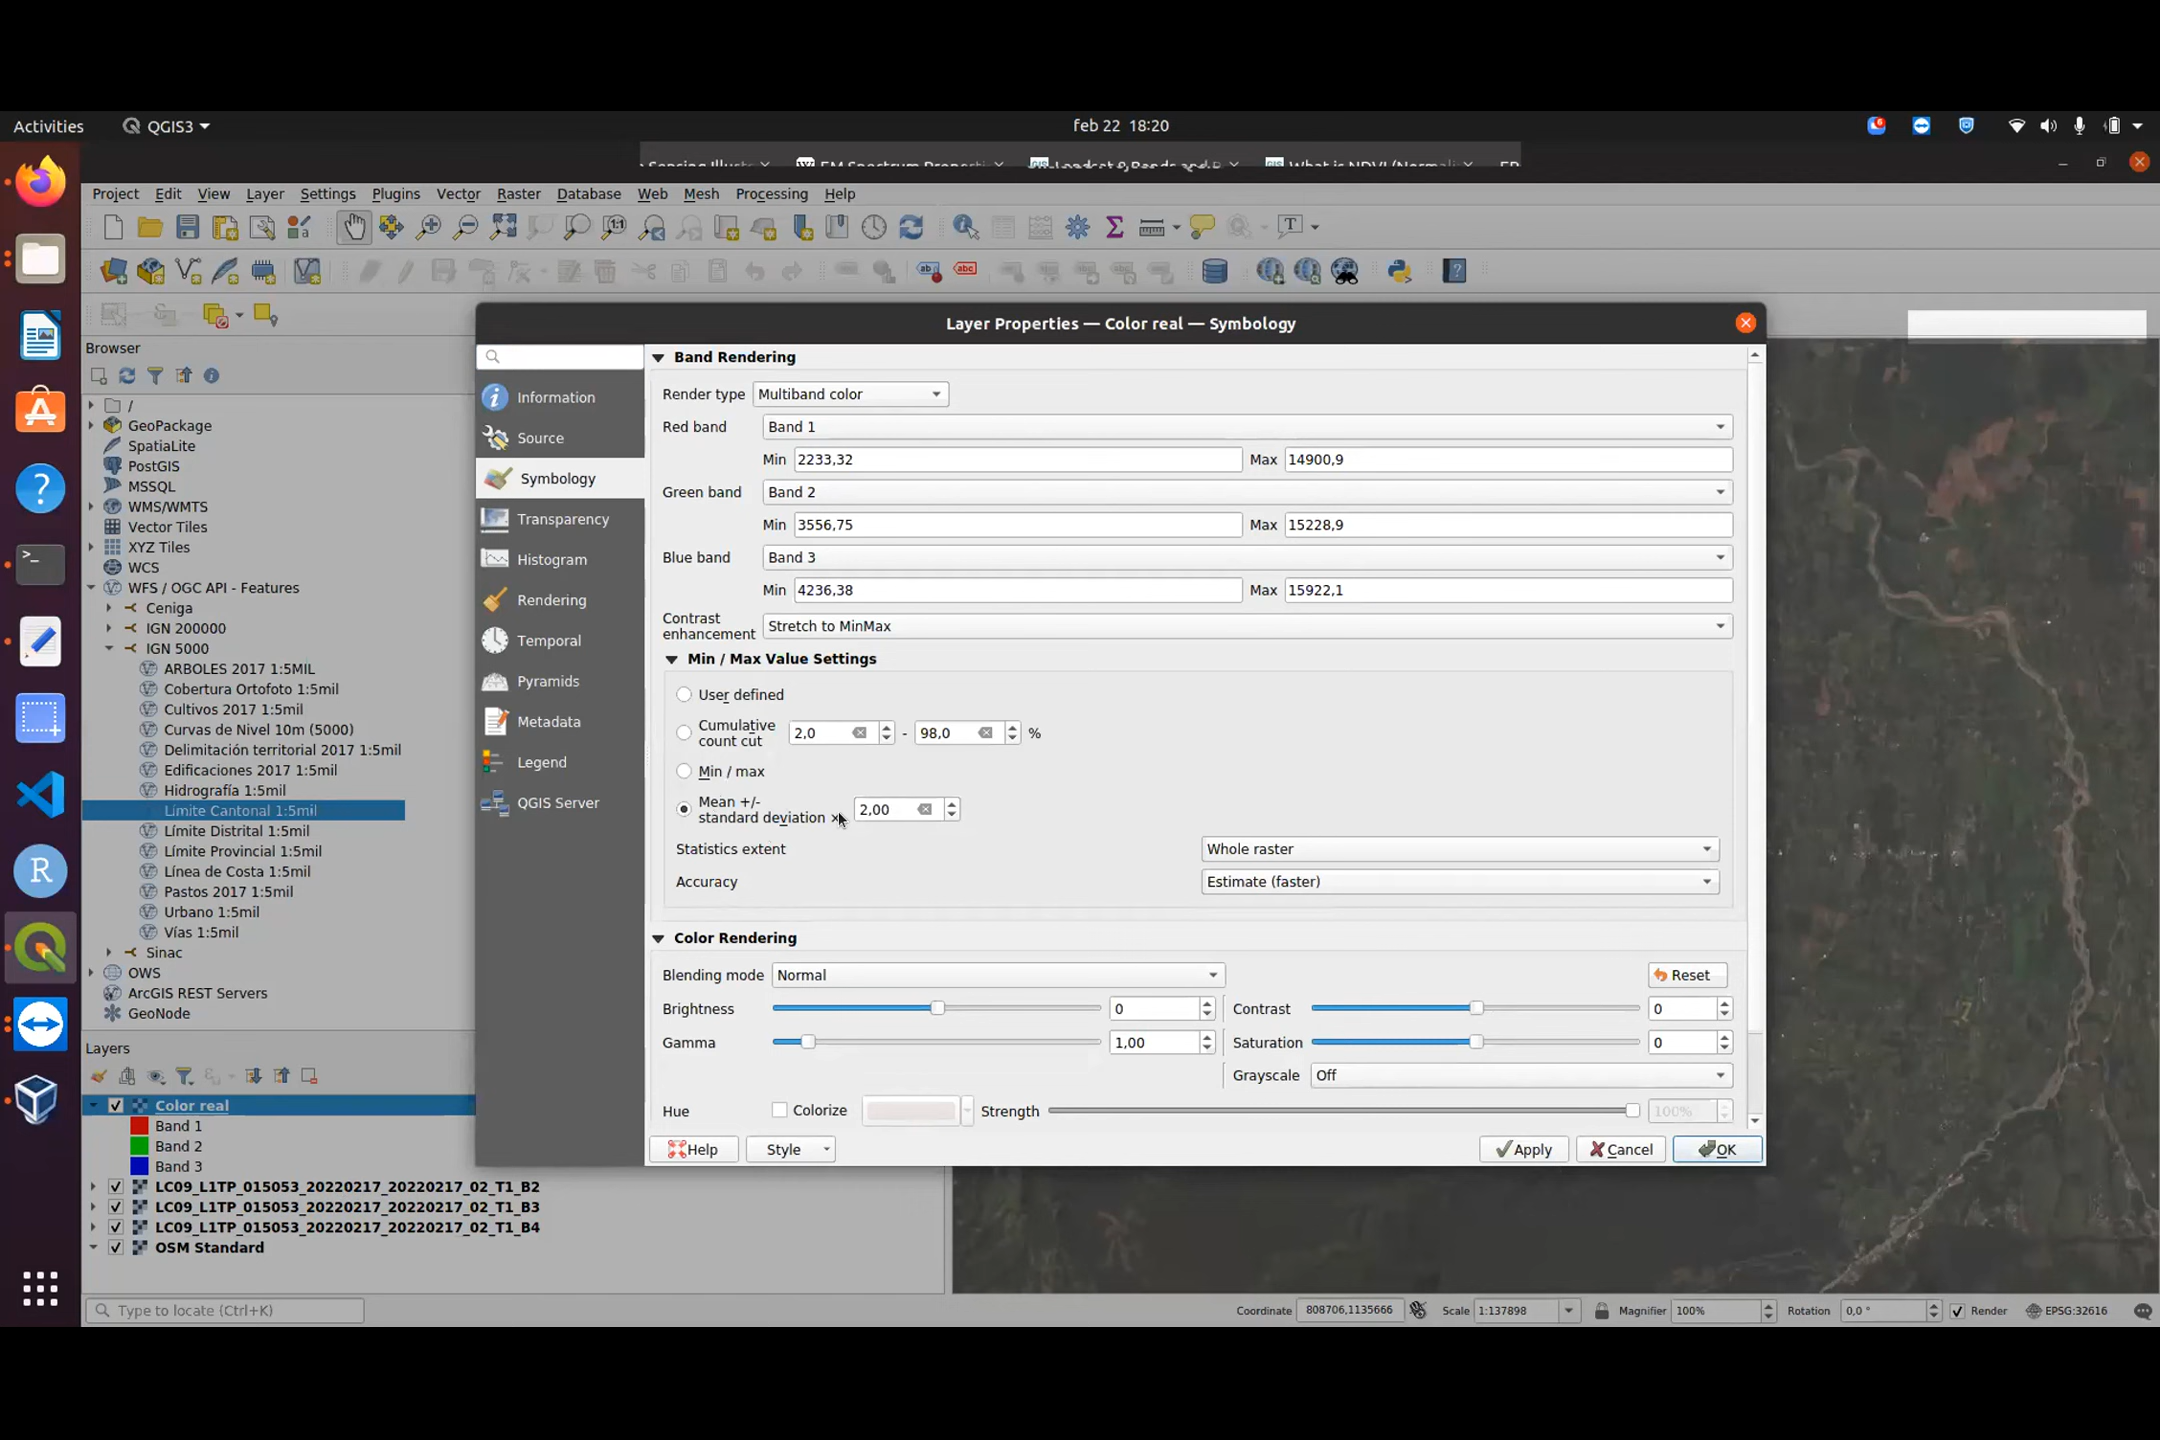 Activities QGIS3 feb 22 18:20
Project Edit View Layer Settings Plugins Vector Raster Database Web Mesh Processing Help
Layer Properties — Color real — Symbology
Browser
/
GeoPackage
SpatiaLite
PostGIS
MSSQL
WMS/WMTS
Vector Tiles
XYZ Tiles
WCS
WFS / OGC API - Features
Ceniga
IGN 200000
IGN 5000
ARBOLES 2017 1:5MIL
Cobertura Ortofoto 1:5mil
Cultivos 2017 1:5mil
Curvas de Nivel 10m (5000)
Delimitación territorial 2017 1:5mil
Edificaciones 2017 1:5mil
Hidrografía 1:5mil
Límite Cantonal 1:5mil
Límite Distrital 1:5mil
Límite Provincial 1:5mil
Línea de Costa 1:5mil
Pastos 2017 1:5mil
Urbano 1:5mil
Vías 1:5mil
Sinac
OWS
ArcGIS REST Servers
GeoNode
Layers
Color real
Band 1
Band 2
Band 3
LC09_L1TP_015053_20220217_20220217_02_T1_B2
LC09_L1TP_015053_20220217_20220217_02_T1_B3
LC09_L1TP_015053_20220217_20220217_02_T1_B4
OSM Standard
Information
Source
Symbology
Transparency
Histogram
Rendering
Temporal
Pyramids
Metadata
Legend
QGIS Server
Band Rendering
Render type Multiband color
Red band Band 1
Min 2233,32 Max 14900,9
Green band Band 2
Min 3556,75 Max 15228,9
Blue band Band 3
Min 4236,38 Max 15922,1
Contrast
enhancement Stretch to MinMax
Min / Max Value Settings
User defined
Cumulative
count cut 2,0 - 98,0 %
Min / max
Mean +/-
standard deviation × 2,00
Statistics extent Whole raster
Accuracy Estimate (faster)
Color Rendering
Blending mode Normal Reset
Brightness 0 Contrast 0
Gamma 1,00 Saturation 0
Grayscale Off
Hue Colorize Strength 100%
Help Style Apply Cancel OK
Type to locate (Ctrl+K) Coordinate 808706,1135666 Scale 1:137898 Magnifier 100% Rotation 0,0 ° Render EPSG:32616